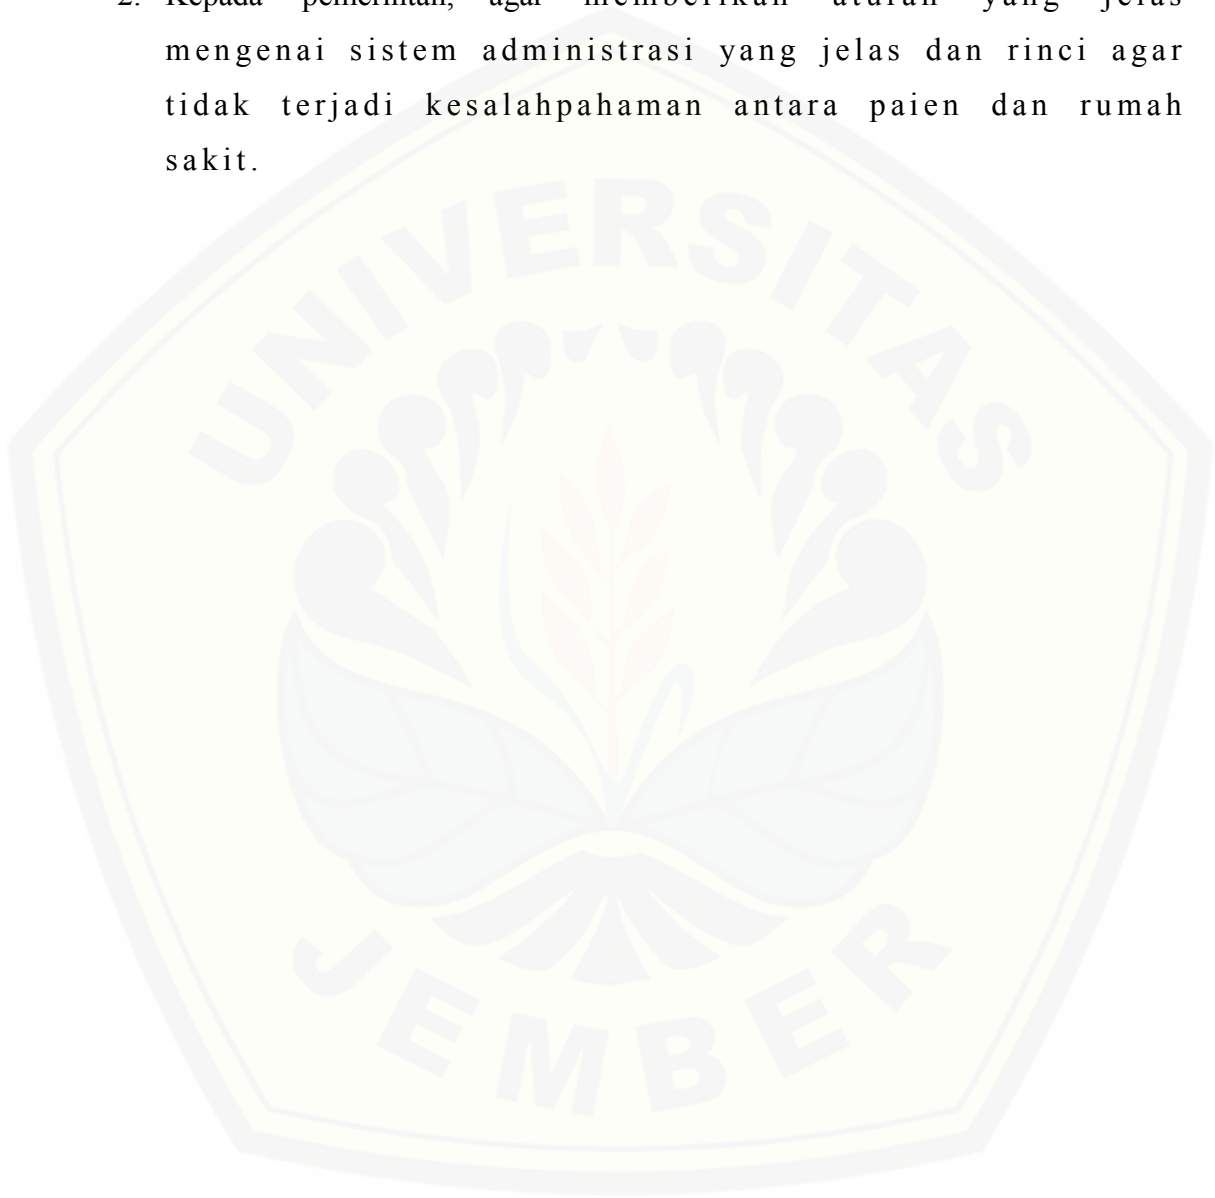 2. Kepada pemerintah, agar memberikan aturan yang jelas
mengenai sistem administrasi yang jelas dan rinci agar
tidak terjadi kesalahpahaman antara paien dan rumah
sakit.
UNIVERSITAS
JEMBER